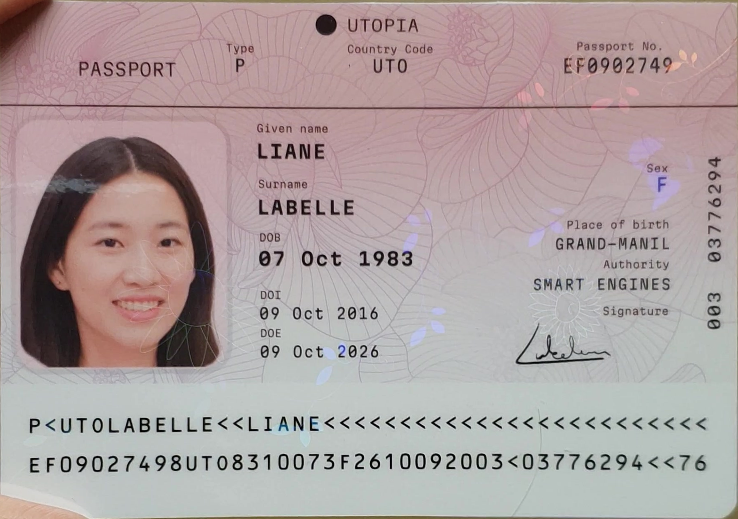 UTOPIA
Type Country Code Passport No.
PASSPORT P UTO EF0902749
Given name
LIANE
Sex
F
Surname
LABELLE
Place of birth
GRAND-MANIL
DOB
07 Oct 1983
Authority
SMART ENGINES
DOI
09 Oct 2016
Signature
DOE
09 Oct 2026
003 03776294
P<UTOLABELLE<<LIANE<<<<<<<<<<<<<<<<<<<<<<<<<
EF09027498UTO8310073F2610092003<03776294<<76